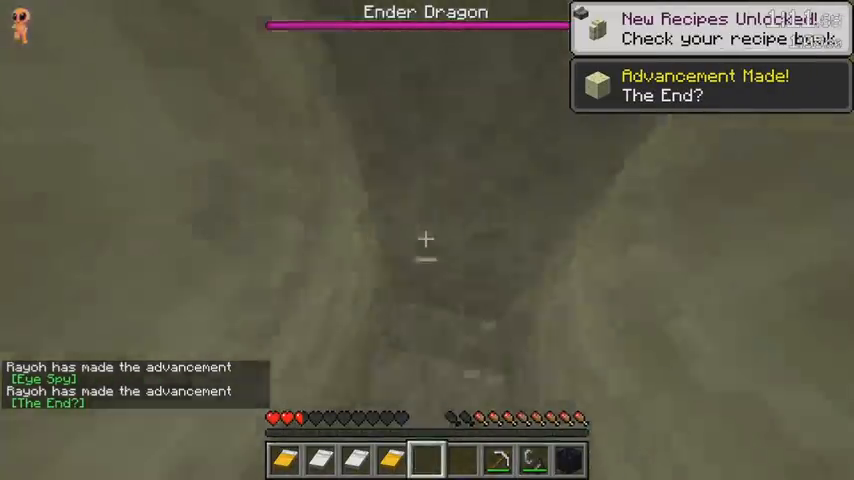 Ender Dragon
New Recipes Unlocked!
Check your recipe book
Advancement Made!
The End?
Rayoh has made the advancement
[Eye Spy]
Rayoh has made the advancement
[The End?]